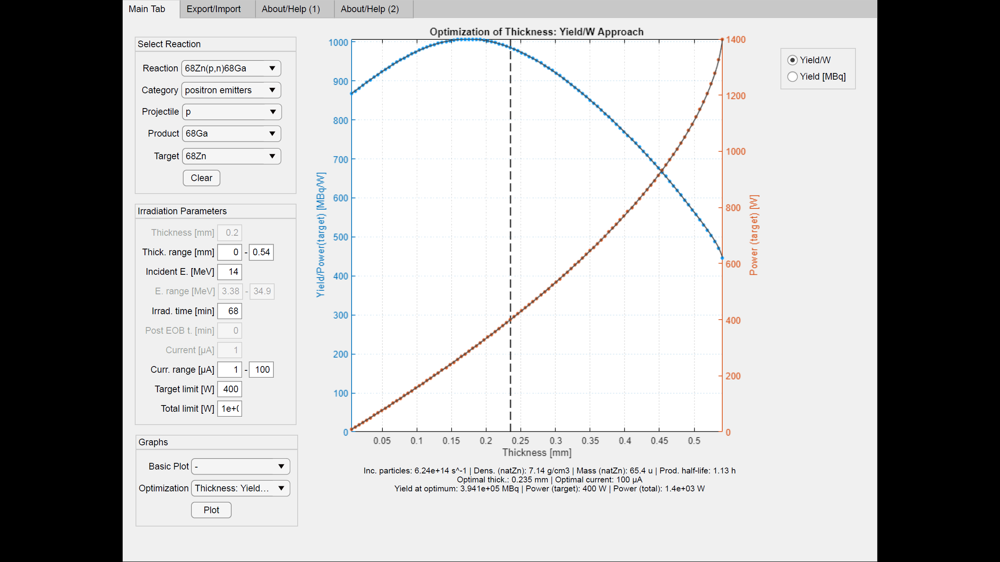 Main Tab
Export/Import
About/Help (1)
About/Help (2)
Select Reaction
Reaction 68Zn(p,n)68Ga
Category positron emitters
Projectile p
Product 68Ga
Target 68Zn
Clear
Irradiation Parameters
Thickness [mm] 0.2
Thick. range [mm] 0 - 0.54
Incident E. [MeV] 14
E. range [MeV] 3.38 - 34.9
Irrad. time [min] 68
Post EOB t. [min] 0
Current [µA] 1
Curr. range [µA] 1 - 100
Target limit [W] 400
Total limit [W] 1e+0
Graphs
Basic Plot -
Optimization Thickness: Yield...
Plot
Optimization of Thickness: Yield/W Approach
1000
900
800
700
600
500
400
300
200
100
0
Yield/Power(target) [MBq/W]
1400
1200
1000
800
600
400
200
0
Power (target) [W]
0.05 0.1 0.15 0.2 0.25 0.3 0.35 0.4 0.45 0.5
Thickness [mm]
Inc. particles: 6.24e+14 s^-1 | Dens. (natZn): 7.14 g/cm3 | Mass (natZn): 65.4 u | Prod. half-life: 1.13 h
Optimal thick.: 0.235 mm | Optimal current: 100 µA
Yield at optimum: 3.941e+05 MBq | Power (target): 400 W | Power (total): 1.4e+03 W
Yield/W
Yield [MBq]